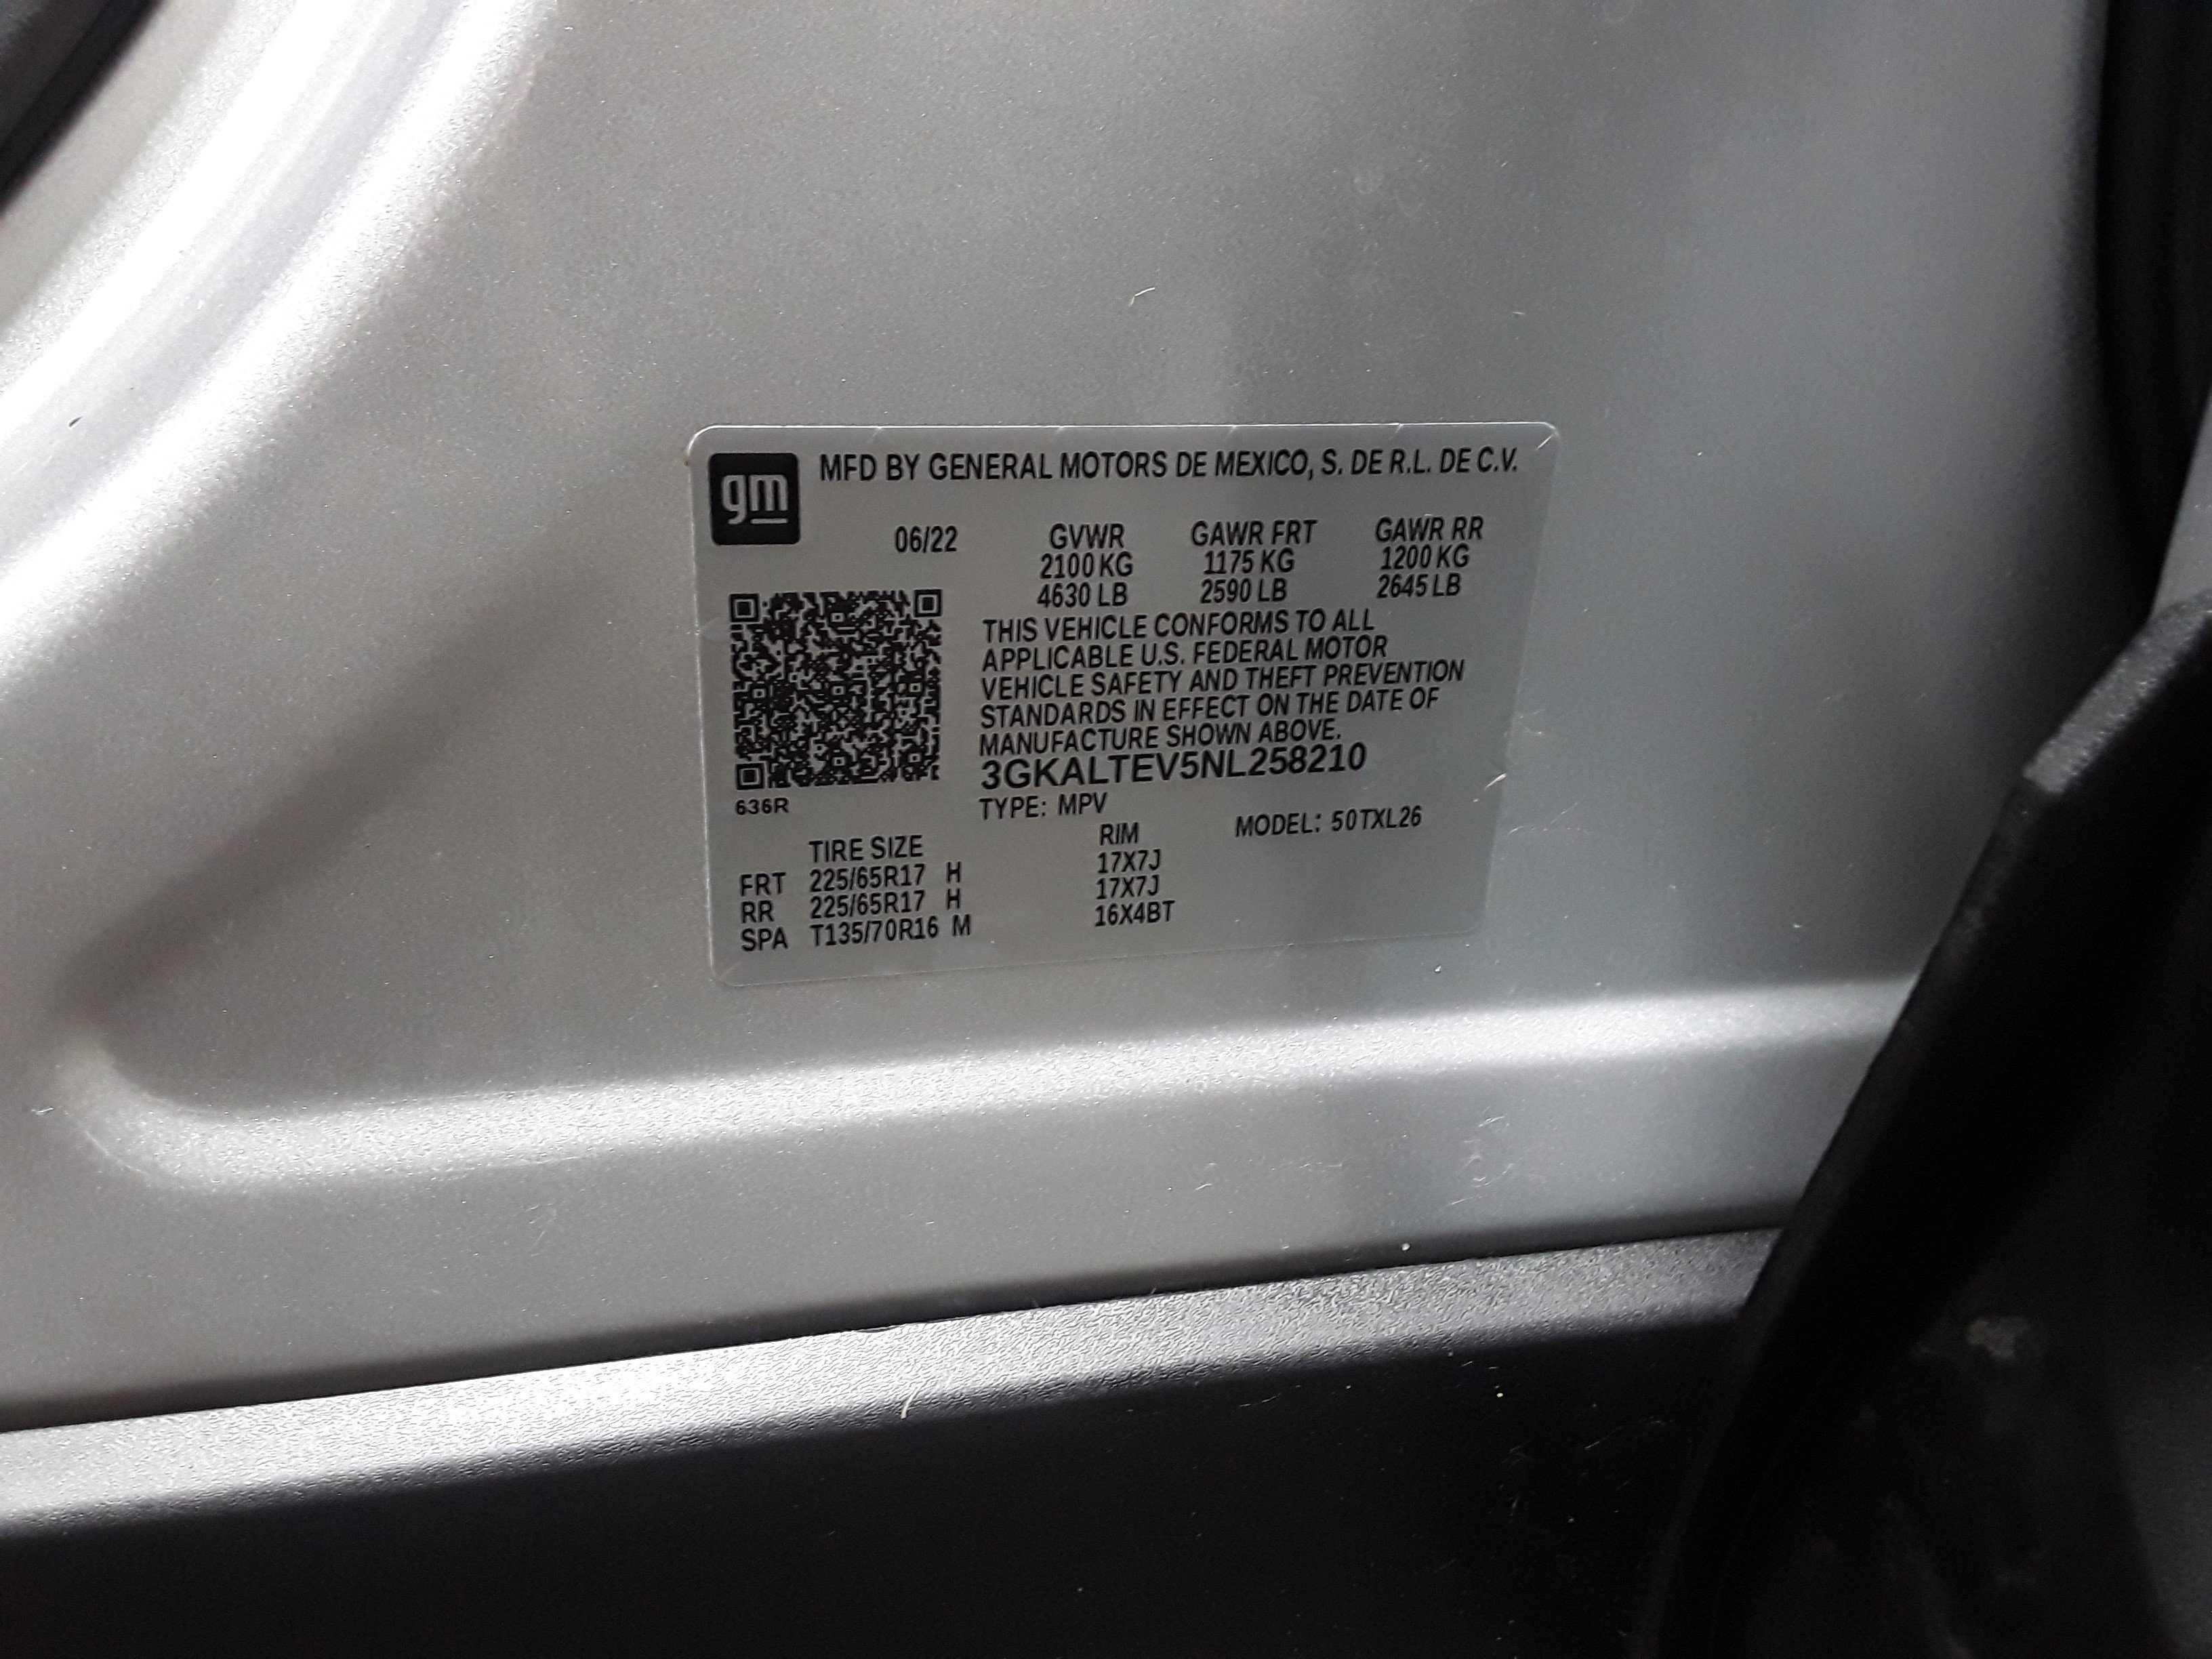 gm
MFD BY GENERAL MOTORS DE MEXICO, S. DE R.L. DE C.V.
06/22 GVWR GAWR FRT GAWR RR
2100 KG 1175 KG 1200 KG
4630 LB 2590 LB 2645 LB
THIS VEHICLE CONFORMS TO ALL
APPLICABLE U.S. FEDERAL MOTOR
VEHICLE SAFETY AND THEFT PREVENTION
STANDARDS IN EFFECT ON THE DATE OF
MANUFACTURE SHOWN ABOVE.
3GKALTEV5NL258210
636R
TYPE: MPV MODEL: 50TXL26
TIRE SIZE RIM
FRT 225/65R17 H 17X7J
RR 225/65R17 H 17X7J
SPA T135/70R16 M 16X4BT